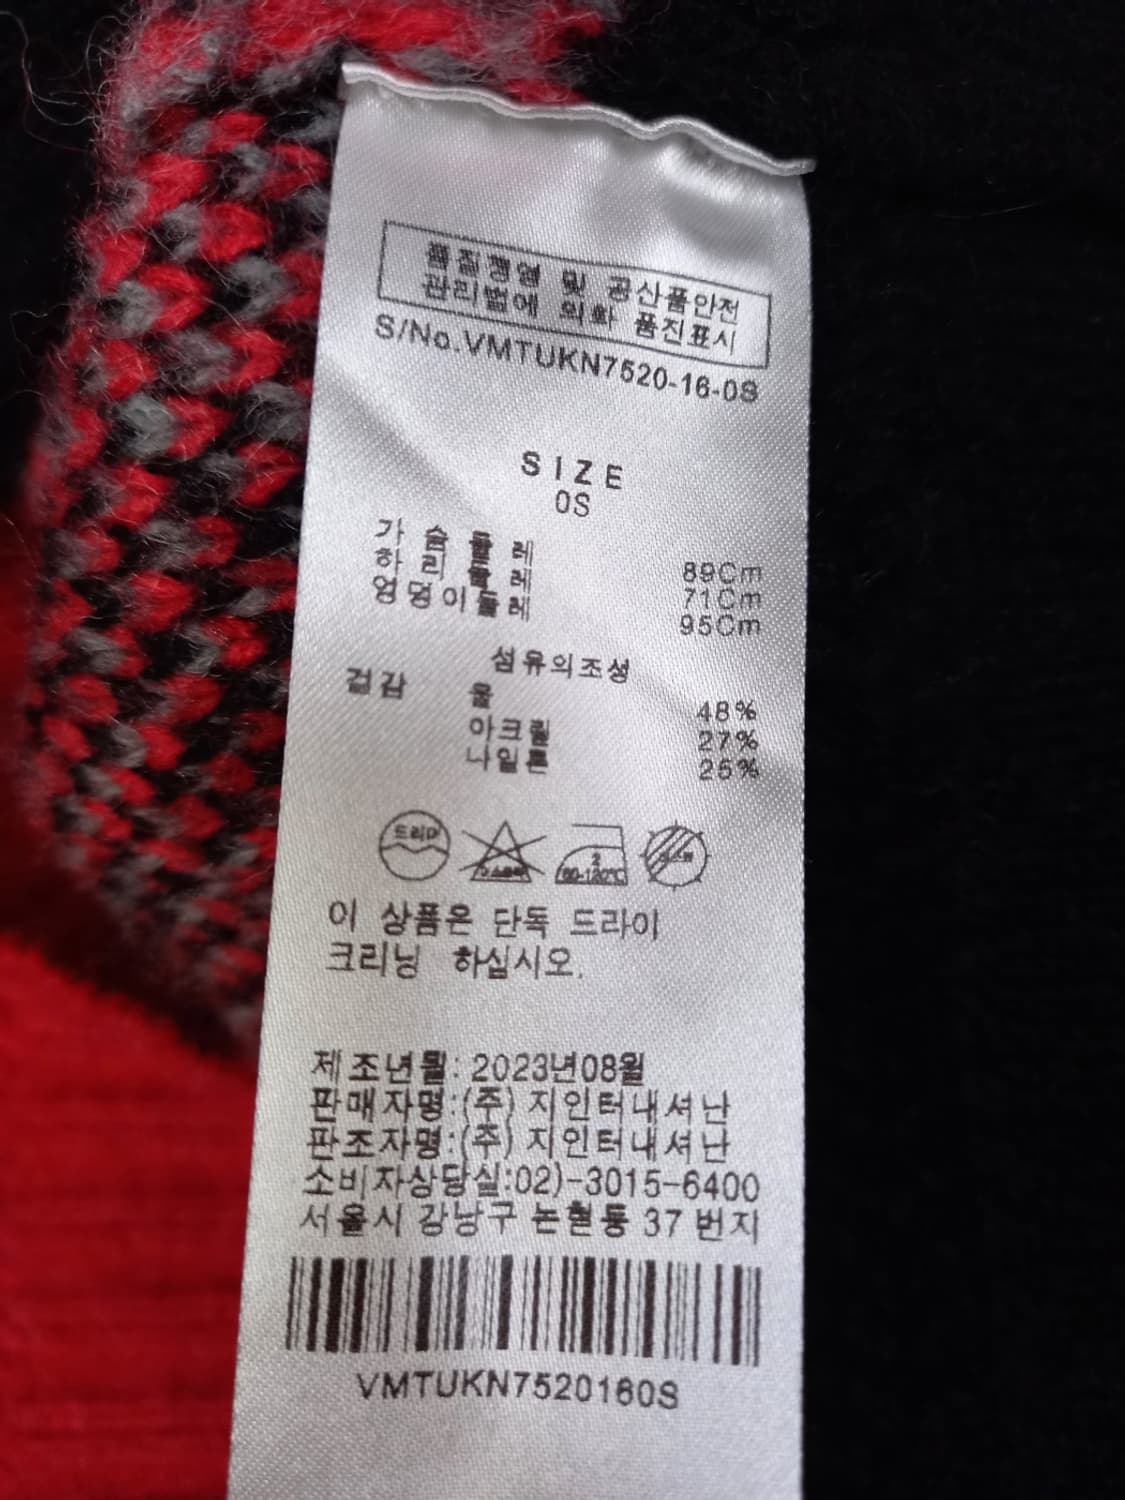 품질경영 및 공산품안전
관리법에 의화 품진표시
S/No.VMTUKN7520-16-0S
SIZE
0S
가슴둘레 89Cm
허리둘레 71Cm
엉덩이둘레 95Cm
섬유의조성
겉감 울 48%
아크릴 27%
나일론 25%
드라이
2
80-120℃
이 상품은 단독 드라이
크리닝 하십시오.
제조년월: 2023년08월
판매자명:(주) 지인터내셔난
판조자명:(주) 지인터내셔난
소비자상당실:02)-3015-6400
서울시 강남구 논현동 37 번지
VMTUKN7520160S